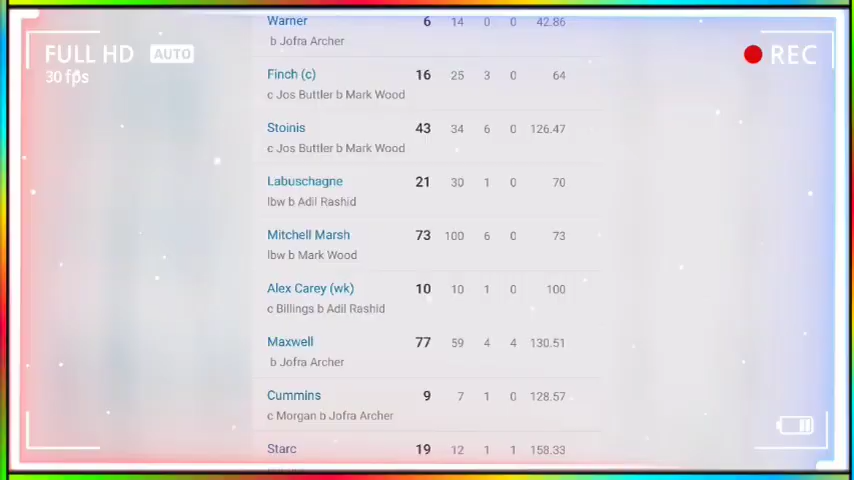 Warner 6 14 0 0 42.86
b Jofra Archer
FULL HD AUTO
REC
30 fps
Finch (c) 16 25 3 0 64
c Jos Buttler b Mark Wood
Stoinis 43 34 6 0 126.47
c Jos Buttler b Mark Wood
Labuschagne 21 30 1 0 70
lbw b Adil Rashid
Mitchell Marsh 73 100 6 0 73
lbw b Mark Wood
Alex Carey (wk) 10 10 1 0 100
c Billings b Adil Rashid
Maxwell 77 59 4 4 130.51
b Jofra Archer
Cummins 9 7 1 0 128.57
c Morgan b Jofra Archer
Starc 19 12 1 1 158.33